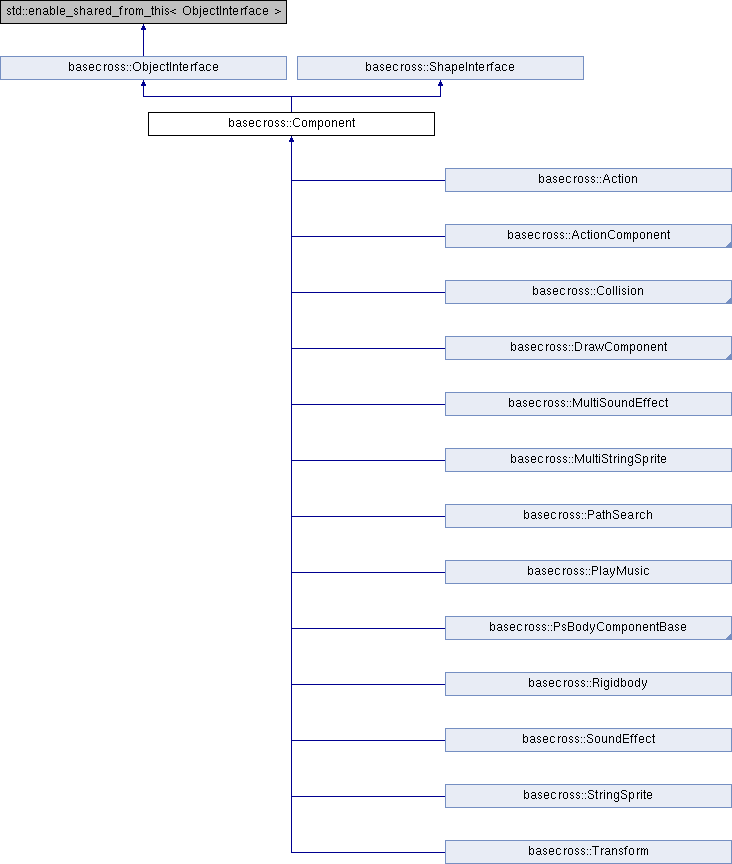 std::enable_shared_from_this< ObjectInterface >
basecross::ObjectInterface
basecross::ShapeInterface
basecross::Component
basecross::Action
basecross::ActionComponent
basecross::Collision
basecross::DrawComponent
basecross::MultiSoundEffect
basecross::MultiStringSprite
basecross::PathSearch
basecross::PlayMusic
basecross::PsBodyComponentBase
basecross::Rigidbody
basecross::SoundEffect
basecross::StringSprite
basecross::Transform